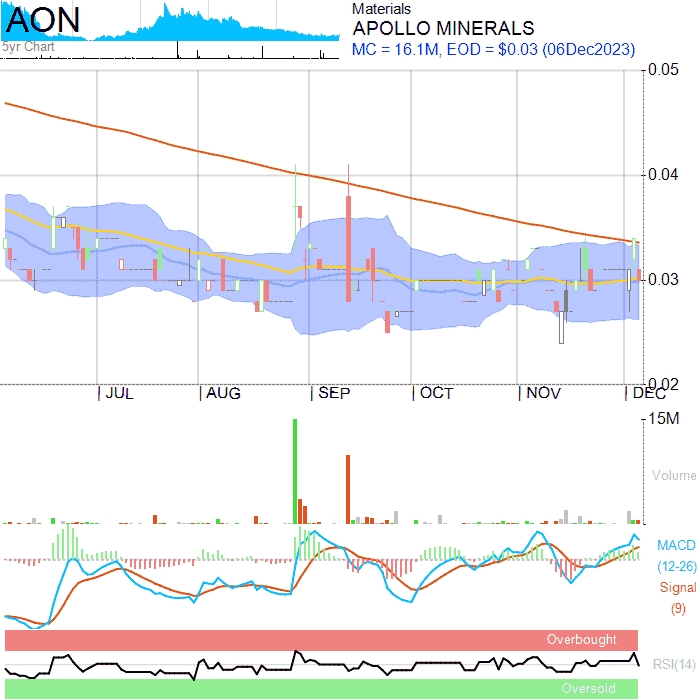 AON
5yr Chart
Materials
APOLLO MINERALS
MC = 16.1M, EOD = $0.03 (06Dec2023)
0.05
0.04
0.03
0.02
JUL AUG SEP OCT NOV DEC
15M
Volume
MACD
(12-26)
Signal
(9)
Overbought
RSI(14)
Oversold